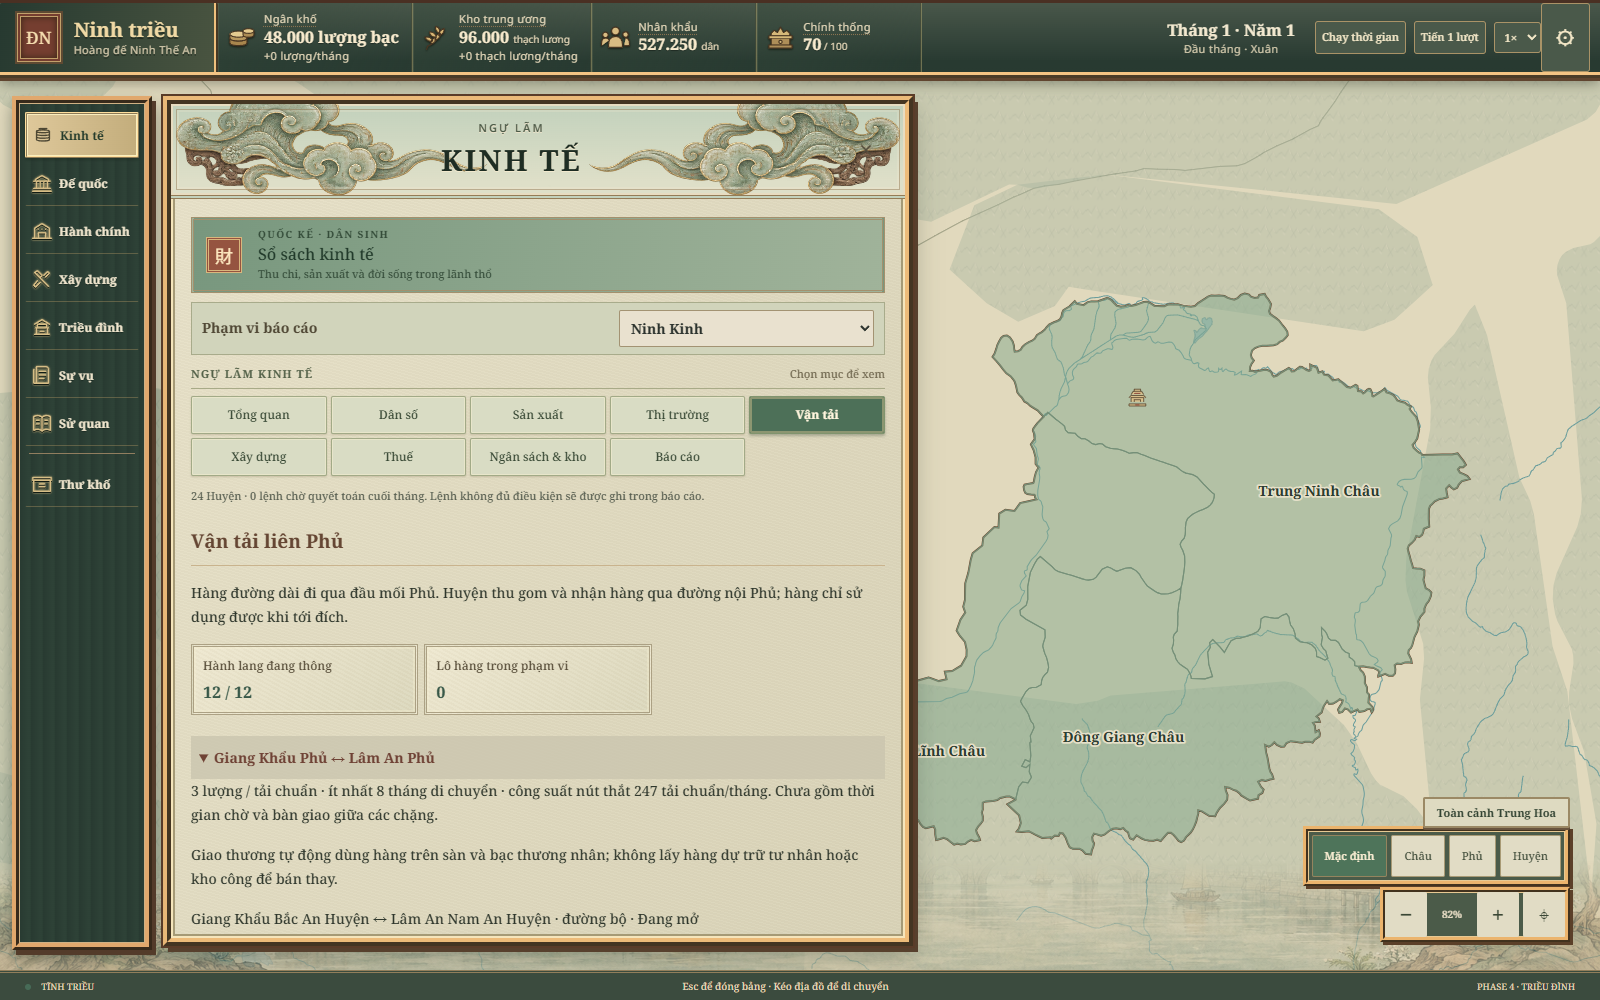 ĐN
Ninh triều
Hoàng đế Ninh Thế An
Ngân khố
48.000 lượng bạc
+0 lượng/tháng
Kho trung ương
96.000 thạch lương
+0 thạch lương/tháng
Nhân khẩu
527.250 dân
Chính thống
70 / 100
Tháng 1 · Năm 1
Đầu tháng · Xuân
Chạy thời gian
Tiến 1 lượt
1×
Kinh tế
Đế quốc
Hành chính
Xây dựng
Triều đình
Sự vụ
Sử quan
Thư khố
NGỰ LÃM
KINH TẾ
財
QUỐC KẾ · DÂN SINH
Sổ sách kinh tế
Thu chi, sản xuất và đời sống trong lãnh thổ
Phạm vi báo cáo
Ninh Kinh
NGỰ LÃM KINH TẾ
Chọn mục để xem
Tổng quan
Dân số
Sản xuất
Thị trường
Vận tải
Xây dựng
Thuế
Ngân sách & kho
Báo cáo
24 Huyện · 0 lệnh chờ quyết toán cuối tháng. Lệnh không đủ điều kiện sẽ được ghi trong báo cáo.
Vận tải liên Phủ
Hàng đường dài đi qua đầu mối Phủ. Huyện thu gom và nhận hàng qua đường nội Phủ; hàng chỉ sử
dụng được khi tới đích.
Hành lang đang thông
12 / 12
Lô hàng trong phạm vi
0
▼ Giang Khẩu Phủ ↔ Lâm An Phủ
3 lượng / tải chuẩn · ít nhất 8 tháng di chuyển · công suất nút thắt 247 tải chuẩn/tháng. Chưa gồm thời
gian chờ và bàn giao giữa các chặng.
Giao thương tự động dùng hàng trên sàn và bạc thương nhân; không lấy hàng dự trữ tư nhân hoặc
kho công để bán thay.
Giang Khẩu Bắc An Huyện ↔ Lâm An Nam An Huyện · đường bộ · Đang mở
Trung Ninh Châu
Đông Giang Châu
Lĩnh Châu
Toàn cảnh Trung Hoa
Mặc định
Châu
Phủ
Huyện
−
82%
+
TĨNH TRIỀU
Esc để đóng bảng · Kéo địa đồ để di chuyển
PHASE 4 · TRIỀU ĐÌNH